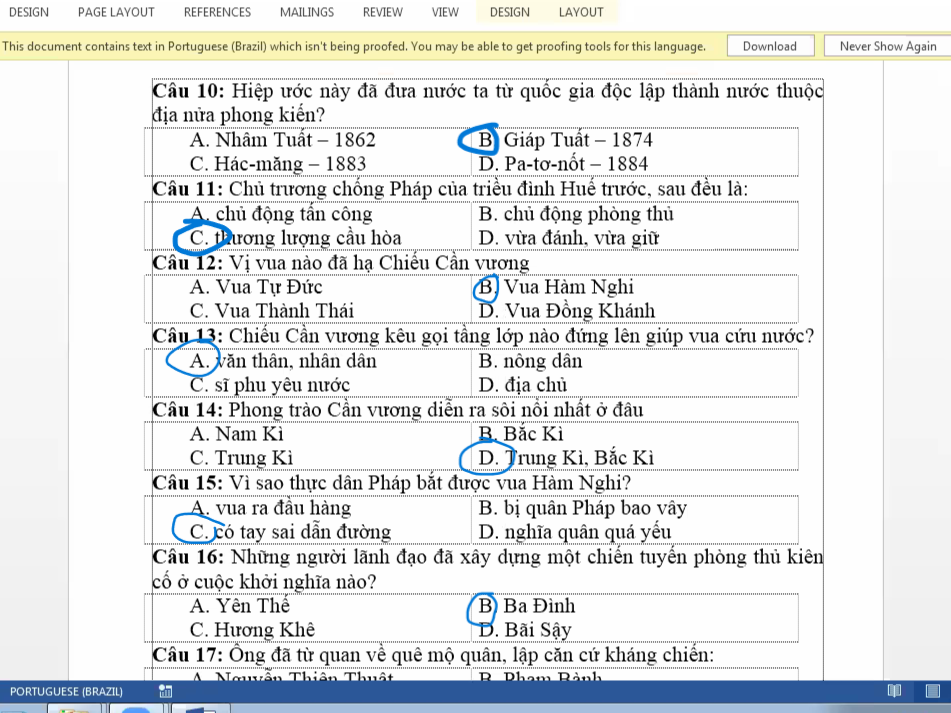 DESIGN PAGE LAYOUT REFERENCES MAILINGS REVIEW VIEW DESIGN LAYOUT
This document contains text in Portuguese (Brazil) which isn't being proofed. You may be able to get proofing tools for this language. Download Never Show Again
Câu 10: Hiệp ước này đã đưa nước ta từ quốc gia độc lập thành nước thuộc
địa nửa phong kiến?
A. Nhâm Tuất – 1862 B. Giáp Tuất – 1874
C. Hác-măng – 1883 D. Pa-tơ-nốt – 1884
Câu 11: Chủ trương chống Pháp của triều đình Huế trước, sau đều là:
A. chủ động tấn công B. chủ động phòng thủ
C. thương lượng cầu hòa D. vừa đánh, vừa giữ
Câu 12: Vị vua nào đã hạ Chiếu Cần vương
A. Vua Tự Đức B. Vua Hàm Nghi
C. Vua Thành Thái D. Vua Đồng Khánh
Câu 13: Chiếu Cần vương kêu gọi tầng lớp nào đứng lên giúp vua cứu nước?
A. văn thân, nhân dân B. nông dân
C. sĩ phu yêu nước D. địa chủ
Câu 14: Phong trào Cần vương diễn ra sôi nổi nhất ở đâu
A. Nam Kì B. Bắc Kì
C. Trung Kì D. Trung Kì, Bắc Kì
Câu 15: Vì sao thực dân Pháp bắt được vua Hàm Nghi?
A. vua ra đầu hàng B. bị quân Pháp bao vây
C. có tay sai dẫn đường D. nghĩa quân quá yếu
Câu 16: Những người lãnh đạo đã xây dựng một chiến tuyến phòng thủ kiên
cố ở cuộc khởi nghĩa nào?
A. Yên Thế B. Ba Đình
C. Hương Khê D. Bãi Sậy
Câu 17: Ông đã từ quan về quê mộ quân, lập căn cứ kháng chiến:
A. Nguyễn Thiện Thuật B. Phạm Bành
PORTUGUESE (BRAZIL)